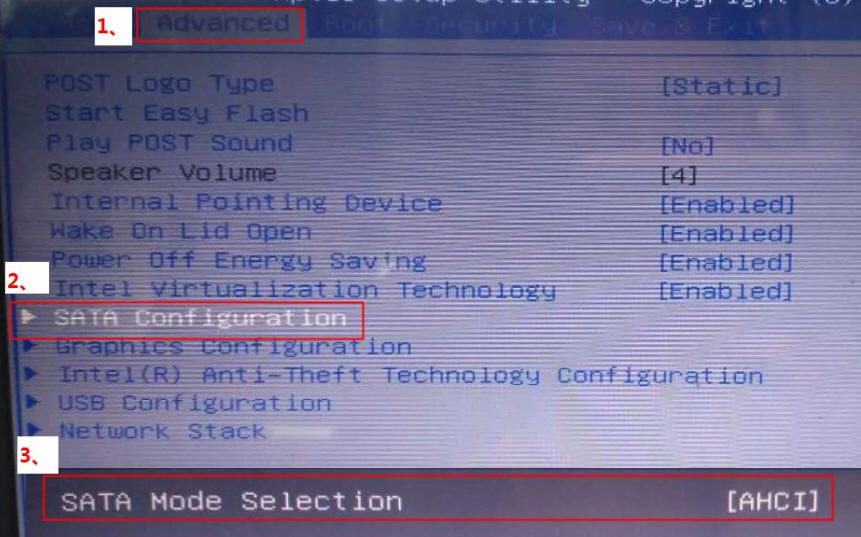 Setup Utility - Copyright (C)
1、 Advanced Boot Security Save & Exit
POST Logo Type [Static]
Start Easy Flash
Play POST Sound [No]
Speaker Volume [4]
Internal Pointing Device [Enabled]
Wake On Lid Open [Enabled]
Power Off Energy Saving [Enabled]
2、
Intel Virtualization Technology [Enabled]
SATA Configuration
Graphics Configuration
Intel(R) Anti-Theft Technology Configuration
USB Configuration
Network Stack
3、
SATA Mode Selection [AHCI]